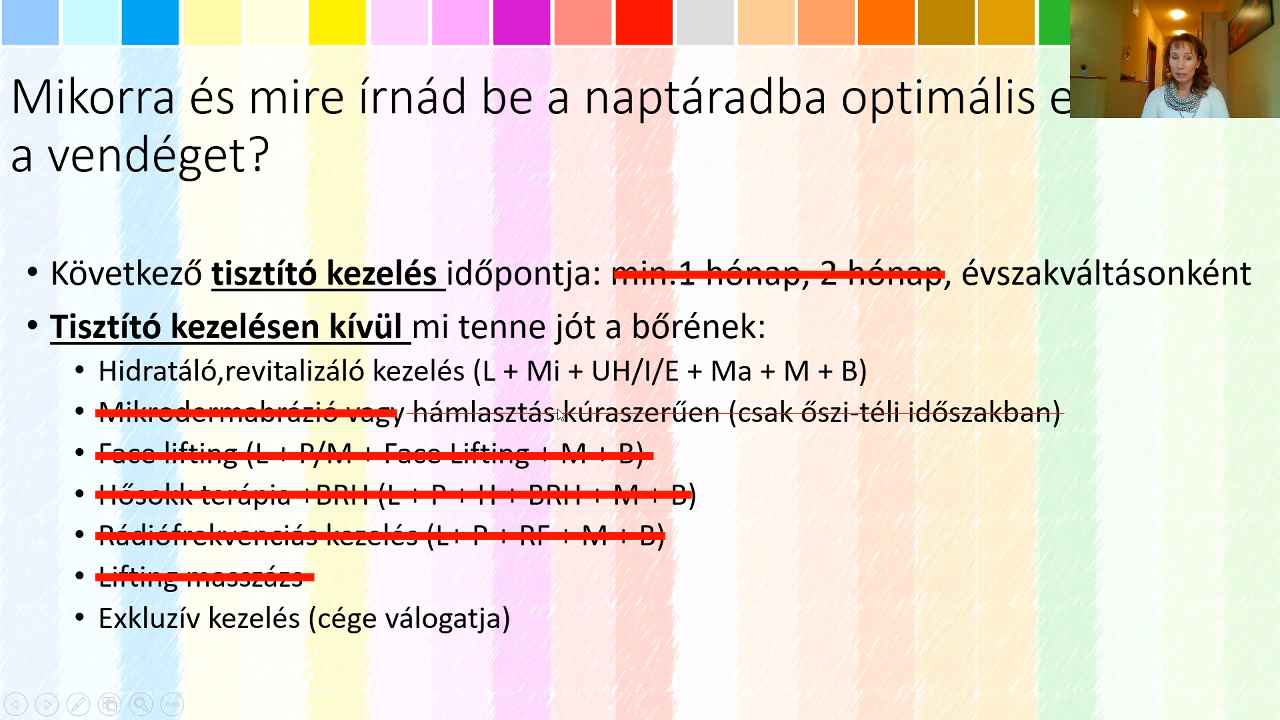 Mikorra és mire írnád be a naptáradba optimális
a vendéget?
• Következő tisztító kezelés időpontja: min.1 hónap, 2 hónap, évszakváltásonként
• Tisztító kezelésen kívül mi tenne jót a bőrének:
• Hidratáló,revitalizáló kezelés (L + Mi + UH/I/E + Ma + M + B)
• Mikrodermabrázió vagy hámlasztás kúraszerűen (csak őszi-téli időszakban)
• Face lifting (L + P/M + Face Lifting + M + B)
• Hősokk terápia +BRH (L + P + H + BRH + M + B)
• Rádiófrekvenciás kezelés (L+ P + RF + M + B)
• Lifting masszázs
• Exkluzív kezelés (cége válogatja)